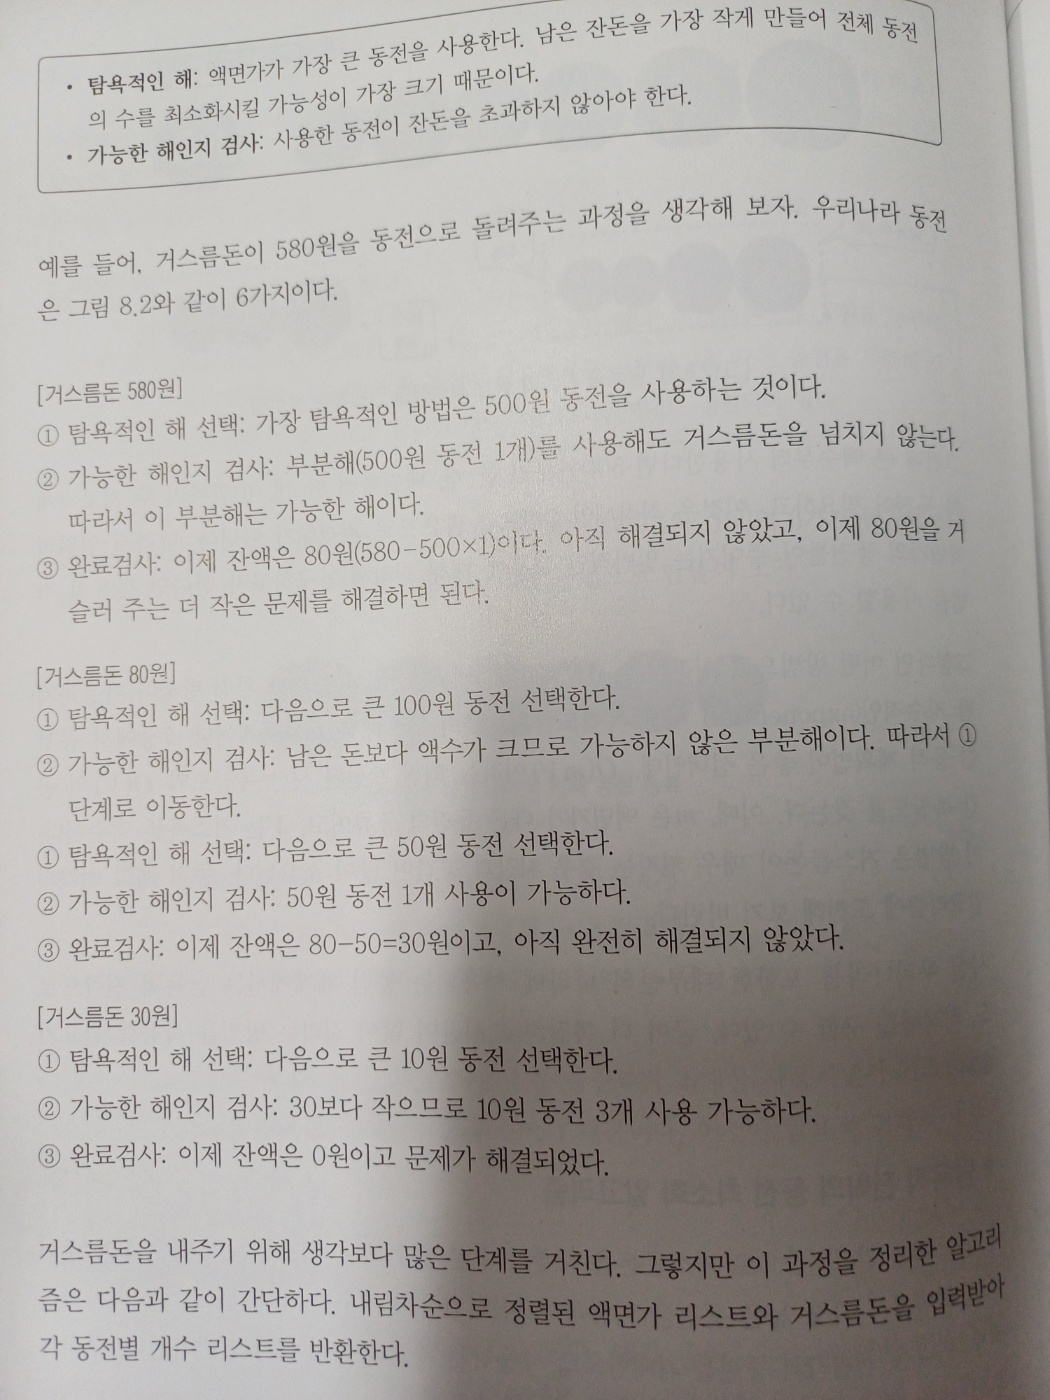 • 탐욕적인 해: 액면가가 가장 큰 동전을 사용한다. 남은 잔돈을 가장 작게 만들어 전체 동전
의 수를 최소화시킬 가능성이 가장 크기 때문이다.
• 가능한 해인지 검사: 사용한 동전이 잔돈을 초과하지 않아야 한다.
예를 들어, 거스름돈이 580원을 동전으로 돌려주는 과정을 생각해 보자. 우리나라 동전
은 그림 8.2와 같이 6가지이다.
[거스름돈 580원]
① 탐욕적인 해 선택: 가장 탐욕적인 방법은 500원 동전을 사용하는 것이다.
② 가능한 해인지 검사: 부분해(500원 동전 1개)를 사용해도 거스름돈을 넘치지 않는다.
따라서 이 부분해는 가능한 해이다.
③ 완료검사: 이제 잔액은 80원(580-500×1)이다. 아직 해결되지 않았고, 이제 80원을 거
슬러 주는 더 작은 문제를 해결하면 된다.
[거스름돈 80원]
① 탐욕적인 해 선택: 다음으로 큰 100원 동전 선택한다.
② 가능한 해인지 검사: 남은 돈보다 액수가 크므로 가능하지 않은 부분해이다. 따라서 ①
단계로 이동한다.
① 탐욕적인 해 선택: 다음으로 큰 50원 동전 선택한다.
② 가능한 해인지 검사: 50원 동전 1개 사용이 가능하다.
③ 완료검사: 이제 잔액은 80-50=30원이고, 아직 완전히 해결되지 않았다.
[거스름돈 30원]
① 탐욕적인 해 선택: 다음으로 큰 10원 동전 선택한다.
② 가능한 해인지 검사: 30보다 작으므로 10원 동전 3개 사용 가능하다.
③ 완료검사: 이제 잔액은 0원이고 문제가 해결되었다.
거스름돈을 내주기 위해 생각보다 많은 단계를 거친다. 그렇지만 이 과정을 정리한 알고리
즘은 다음과 같이 간단하다. 내림차순으로 정렬된 액면가 리스트와 거스름돈을 입력받아
각 동전별 개수 리스트를 반환한다.